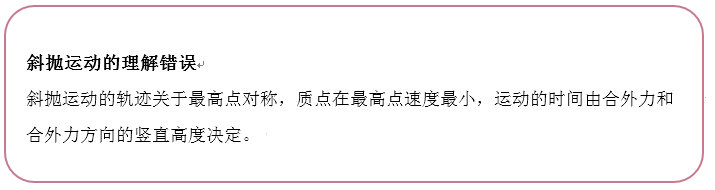 斜抛运动的理解错误
斜抛运动的轨迹关于最高点对称，质点在最高点速度最小，运动的时间由合外力和
合外力方向的竖直高度决定。